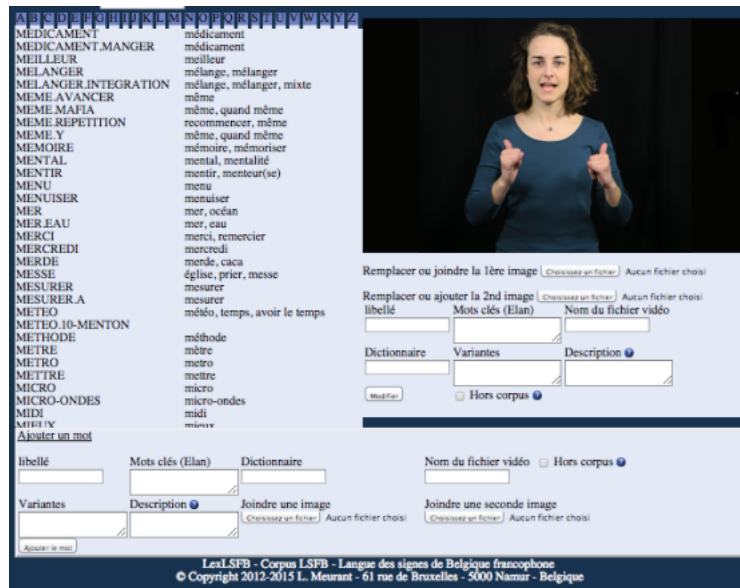 A B C D E F G H I J K L M N O P Q R S T U V W X Y Z
MEDICAMENT médicament
MEDICAMENT.MANGER médicament
MEILLEUR meilleur
MELANGER mélange, mélanger
MELANGER.INTEGRATION mélange, mélanger, mixte
MEME.AVANCER même
MEME.MAFIA même, quand même
MEME.REPETITION recommencer, même
MEME.Y même, quand même
MEMOIRE mémoire, mémoriser
MENTAL mental, mentalité
MENTIR mentir, menteur(se)
MENU menu
MENUISER menuiser
MER mer, océan
MER.EAU mer, eau
MERCI merci, remercier
MERCREDI mercredi
MERDE merde, caca
MESSE église, prier, messe
MESURER mesurer
MESURER.A mesurer
METEO météo, temps, avoir le temps
METEO.10-MENTON
METHODE méthode
METRE mètre
METRO metro
METTRE mettre
MICRO micro
MICRO-ONDES micro-ondes
MIDI midi
MIEUX mieux
Remplacer ou joindre la 1ère image Choisissez un fichier Aucun fichier choisi
Remplacer ou ajouter la 2nd image Choisissez un fichier Aucun fichier choisi
libellé Mots clés (Elan) Nom du fichier vidéo
Dictionnaire Variantes Description ?
Modifier Hors corpus ?
Ajouter un mot
libellé Mots clés (Elan) Dictionnaire Nom du fichier vidéo Hors corpus ?
Variantes Description ? Joindre une image Joindre une seconde image
Choisissez un fichier Aucun fichier choisi Choisissez un fichier Aucun fichier choisi
Ajouter le mot
LexLSFB - Corpus LSFB - Langue des signes de Belgique francophone
© Copyright 2012-2015 L. Meurant - 61 rue de Bruxelles - 5000 Namur - Belgique